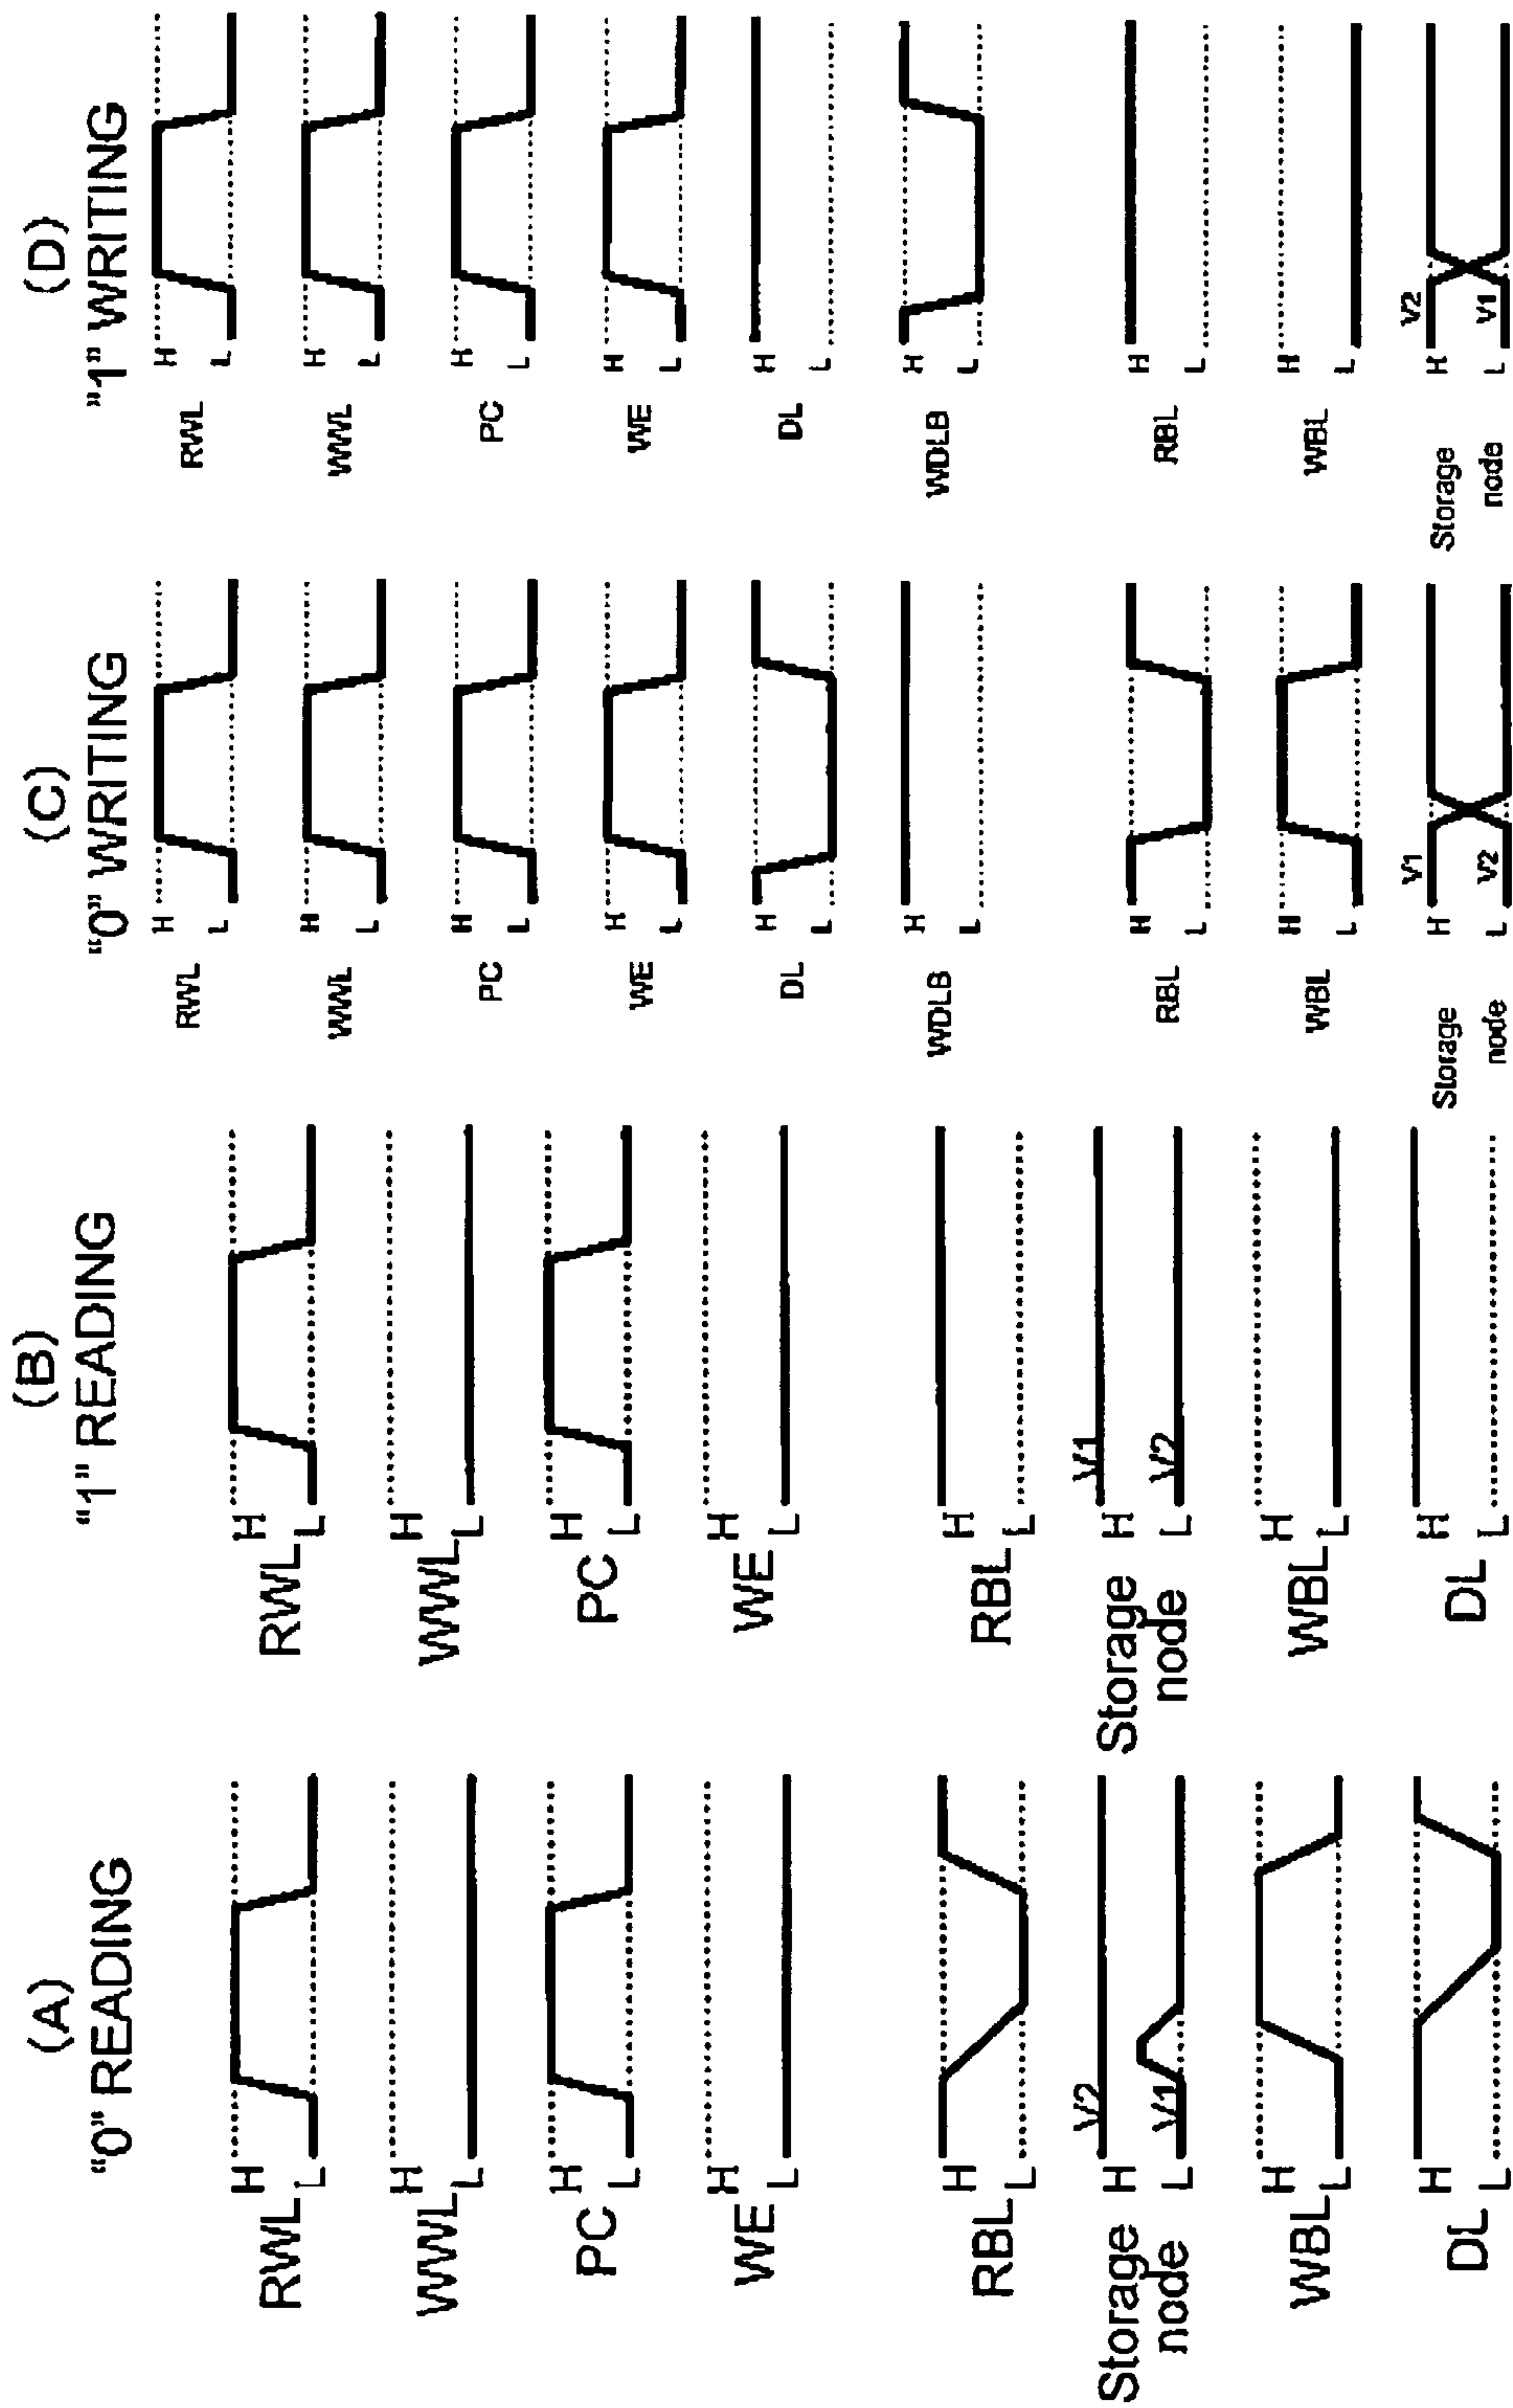 (A)
"0" READING
RWL
H
L
WWL
H
L
PC
H
L
WE
H
L
RBL
H
L
Storage
node
H
L
V2
V1
WBL
H
L
DL
H
L
(B)
"1" READING
RWL
H
L
WWL
H
L
PC
H
L
WE
H
L
RBL
H
L
Storage
node
H
L
V1
V2
WBL
H
L
DL
H
L
(C)
"0" WRITING
RWL
H
L
WWL
H
L
PC
H
L
WE
H
L
DL
H
L
WDLB
H
L
RBL
H
L
WBL
H
L
Storage
node
H
L
V1
V2
(D)
"1" WRITING
RWL
H
L
WWL
H
L
PC
H
L
WE
H
L
DL
H
L
WDLB
H
L
RBL
H
L
WBL
H
L
Storage
node
H
L
V2
V1